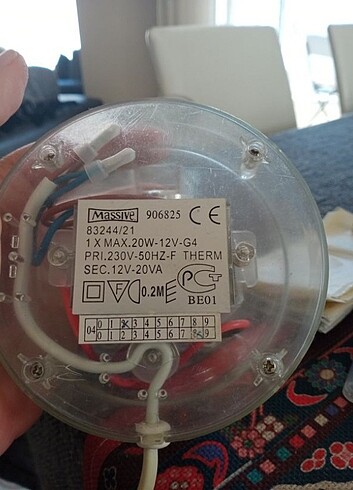 Massive 906825 CE
83244/21
1 X MAX.20W-12V-G4
PRI.230V-50HZ-F THERM
SEC.12V-20VA
F 0.2M
BE01
04 0 1 2 3 4 5 6 7 8 9
0 1 2 3 4 5 6 7 8 9